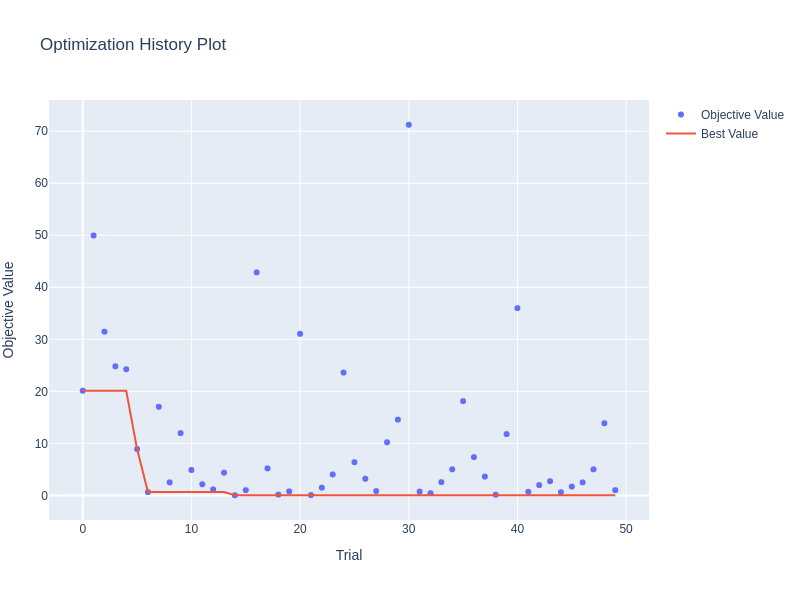 Optimization History Plot
Objective Value
Best Value
70
60
50
40
30
20
10
0
Objective Value
0 10 20 30 40 50
Trial